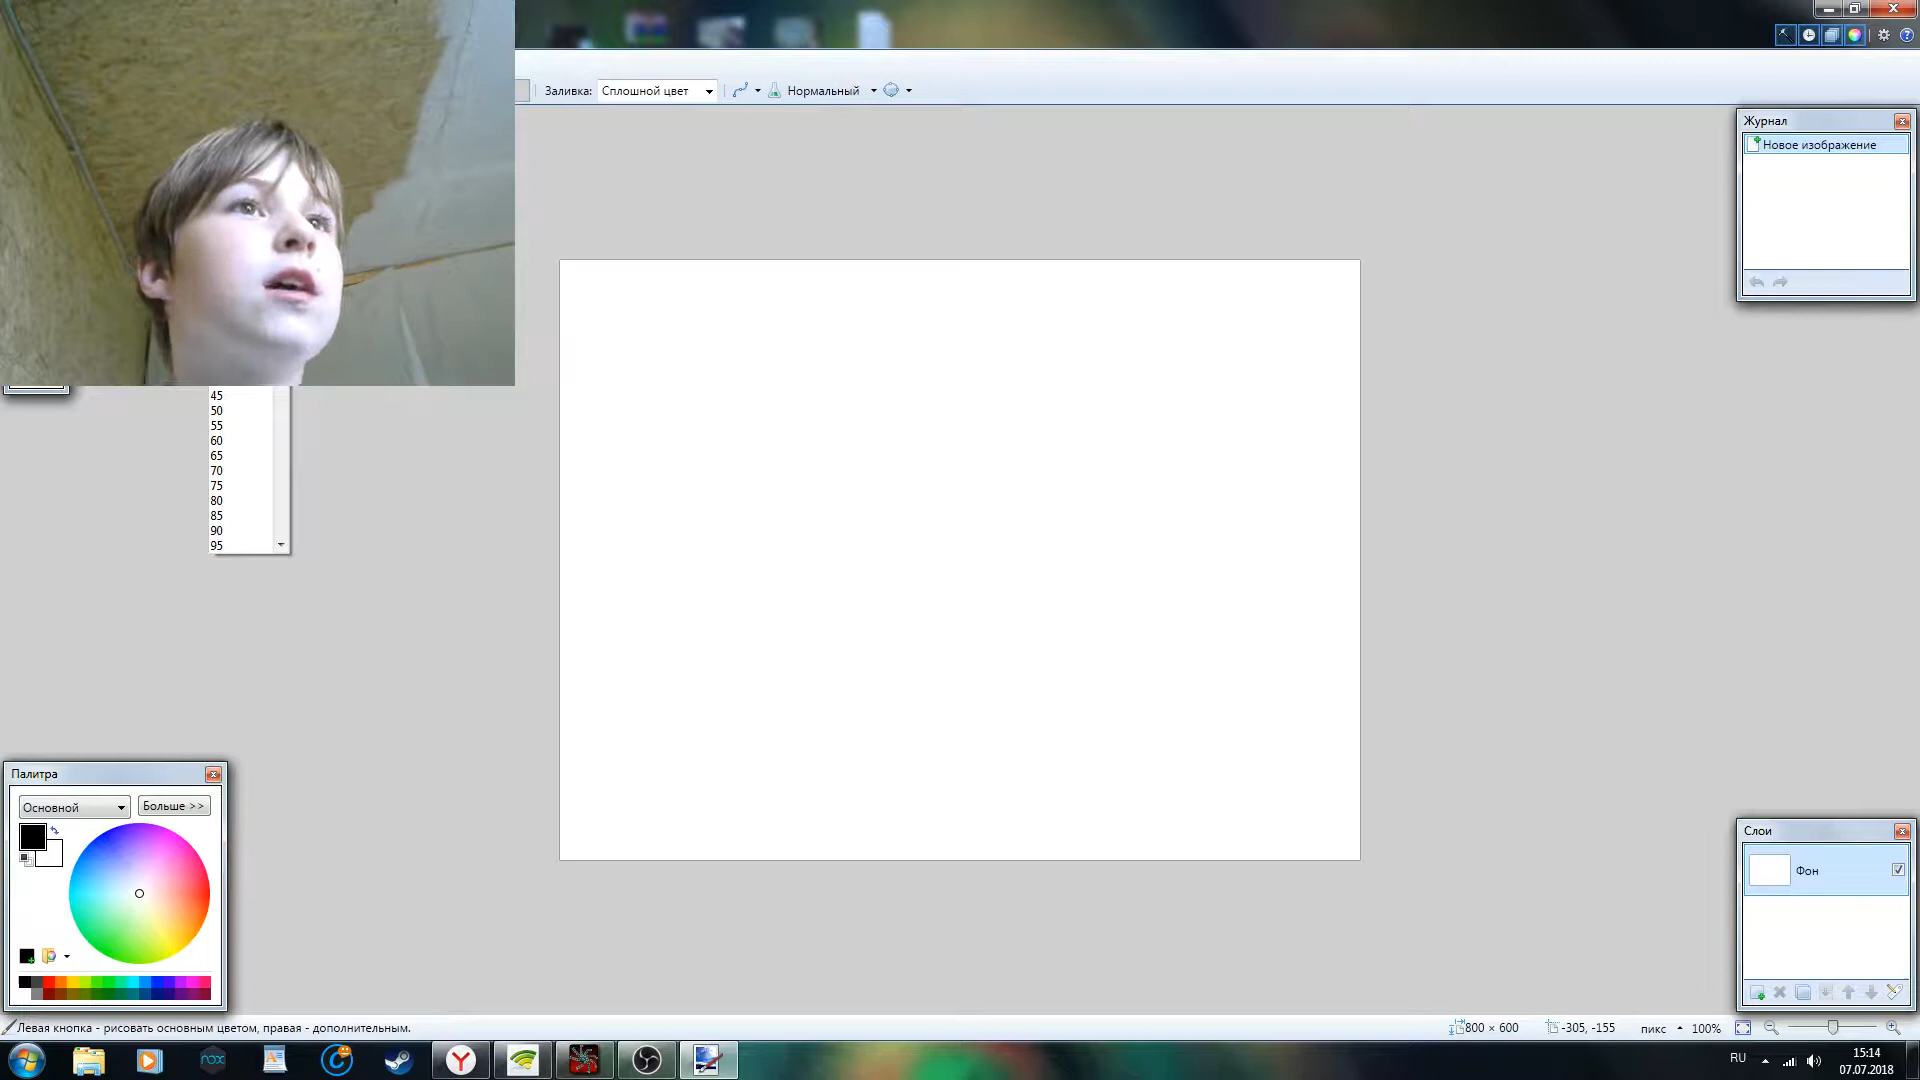 Заливка: Сплошной цвет Нормальный
Журнал
Новое изображение
45
50
55
60
65
70
75
80
85
90
95
Палитра
Основной Больше >>
Слои
Фон
Левая кнопка - рисовать основным цветом, правая - дополнительным.
800 × 600 -305, -155 пикс 100%
nox
RU
15:14
07.07.2018